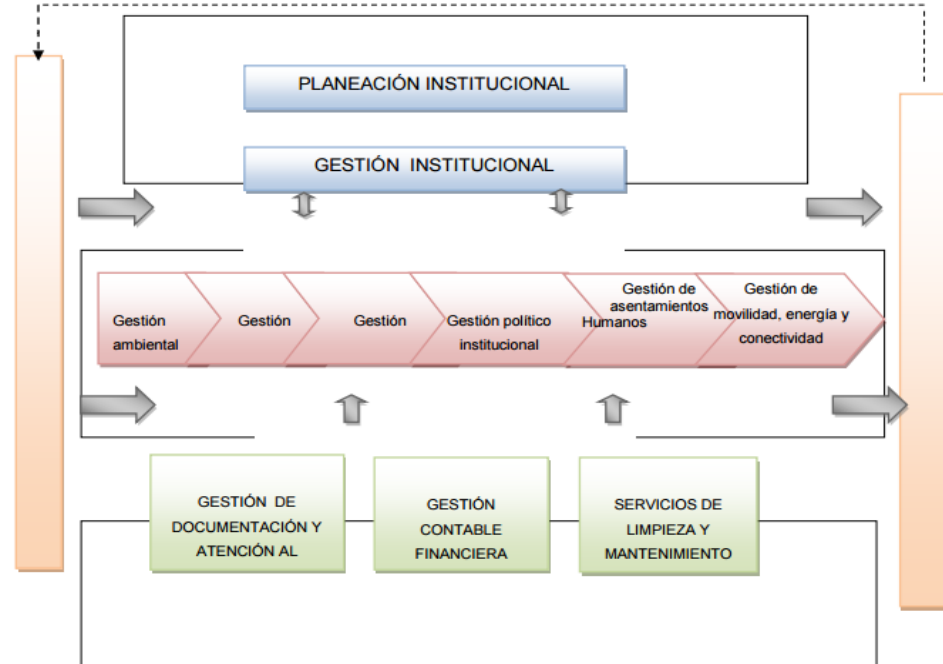 PLANEACIÓN INSTITUCIONAL
GESTIÓN INSTITUCIONAL
Gestión
ambiental
Gestión
Gestión
Gestión político
institucional
Gestión de
asentamientos
Humanos
Gestión de
movilidad, energía y
conectividad
GESTIÓN DE
DOCUMENTACIÓN Y
ATENCIÓN AL
GESTIÓN
CONTABLE
FINANCIERA
SERVICIOS DE
LIMPIEZA Y
MANTENIMIENTO